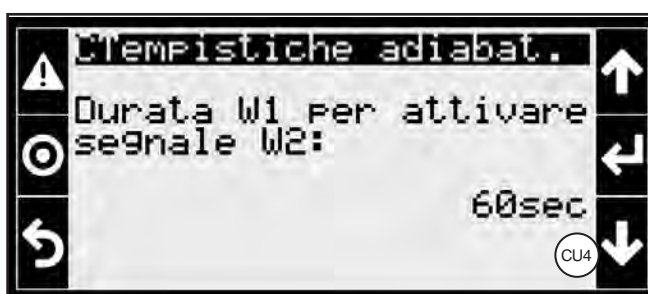 CTempistiche adiabat.
Durata W1 per attivare
segnale W2:
60sec
CU4